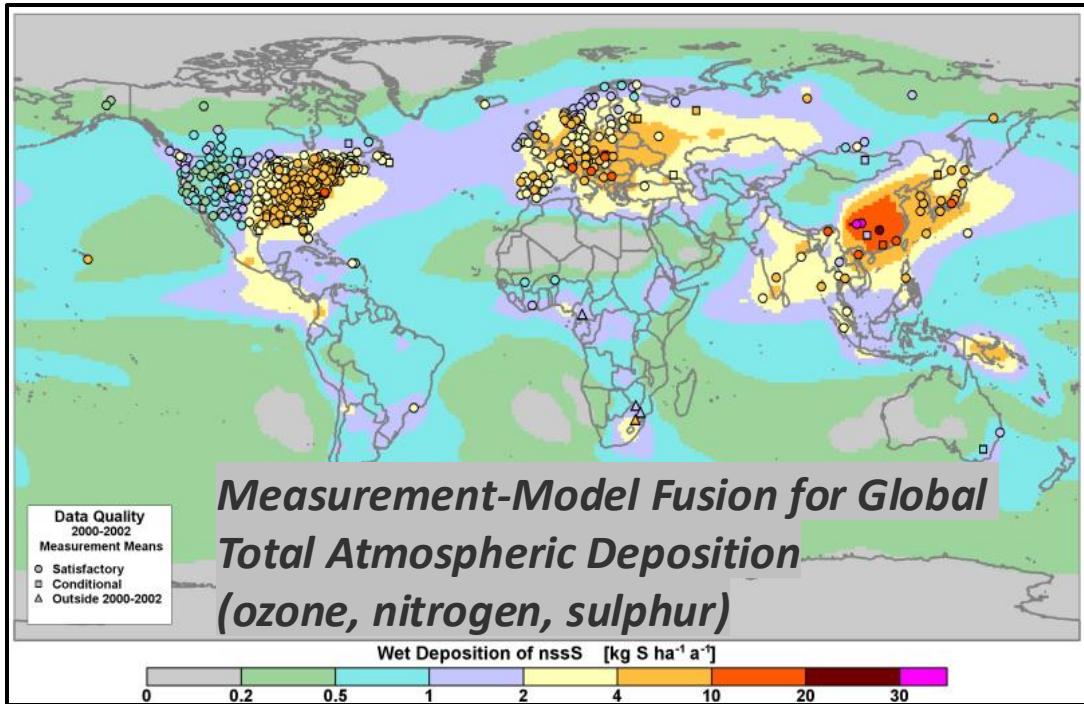 Data Quality
2000-2002
Measurement Means
Satisfactory
Conditional
Outside 2000-2002
Measurement-Model Fusion for Global
Total Atmospheric Deposition
(ozone, nitrogen, sulphur)
Wet Deposition of nssS [kg S ha⁻¹ a⁻¹]
0 0.2 0.5 1 2 4 10 20 30